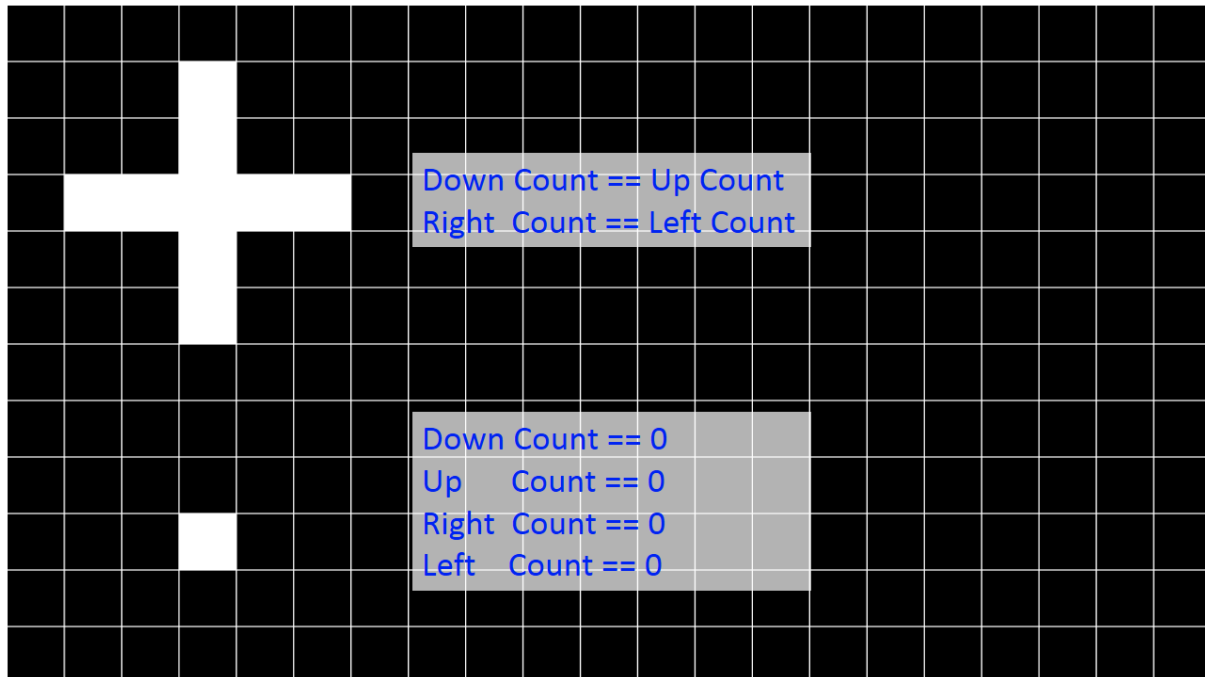 Down Count == Up Count
Right  Count == Left Count
Down Count == 0
Up      Count == 0
Right  Count == 0
Left    Count == 0